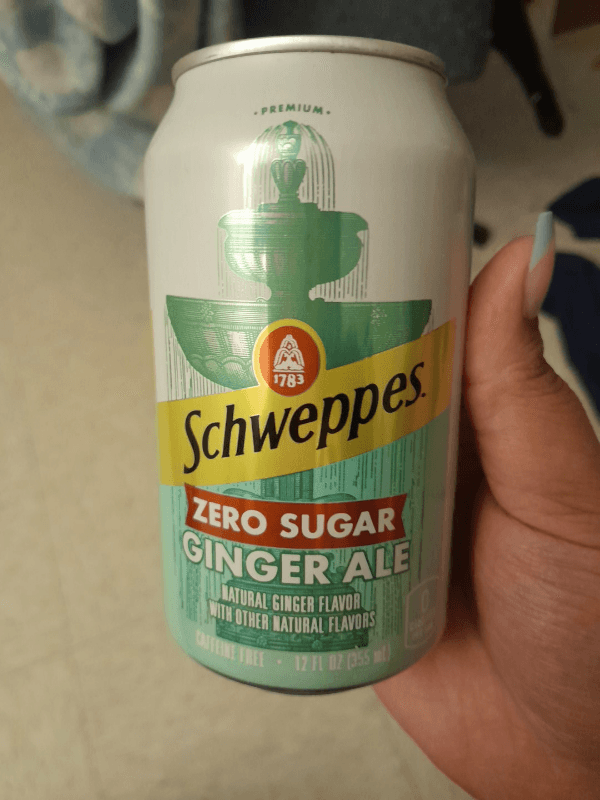 • PREMIUM •
1783
Schweppes
ZERO SUGAR
GINGER ALE
NATURAL GINGER FLAVOR
WITH OTHER NATURAL FLAVORS
CAFFEINE FREE • 12 FL OZ (355 ml)
0